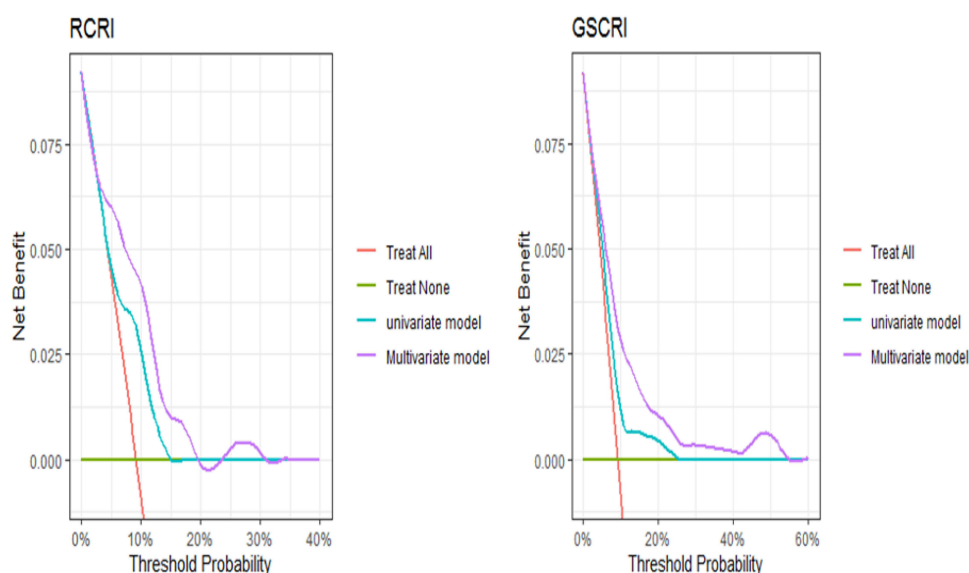 RCRI
Net Benefit
0.075
0.050
0.025
0.000
0% 10% 20% 30% 40%
Threshold Probability
Treat All
Treat None
univariate model
Multivariate model
GSCRI
Net Benefit
0.075
0.050
0.025
0.000
0% 20% 40% 60%
Threshold Probability
Treat All
Treat None
univariate model
Multivariate model